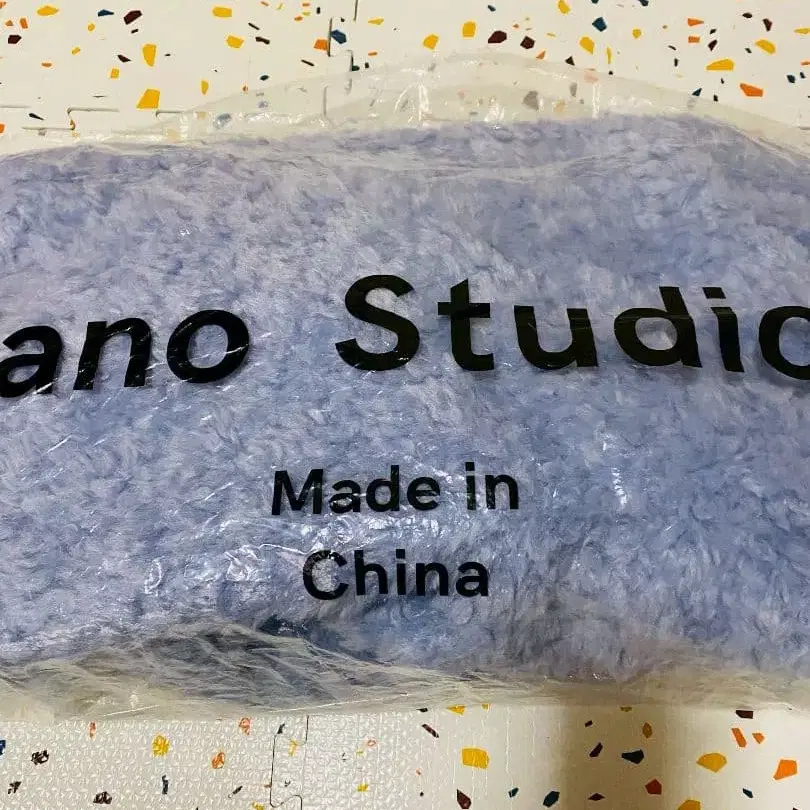 ano Studio
Made in
China